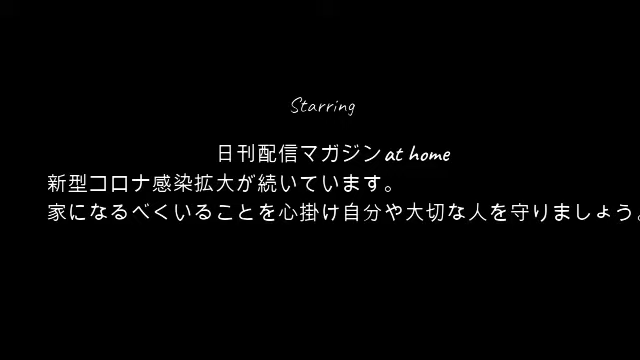 Starring
日刊配信マガジンat home
新型コロナ感染拡大が続いています。
家になるべくいることを心掛け自分や大切な人を守りましょう。